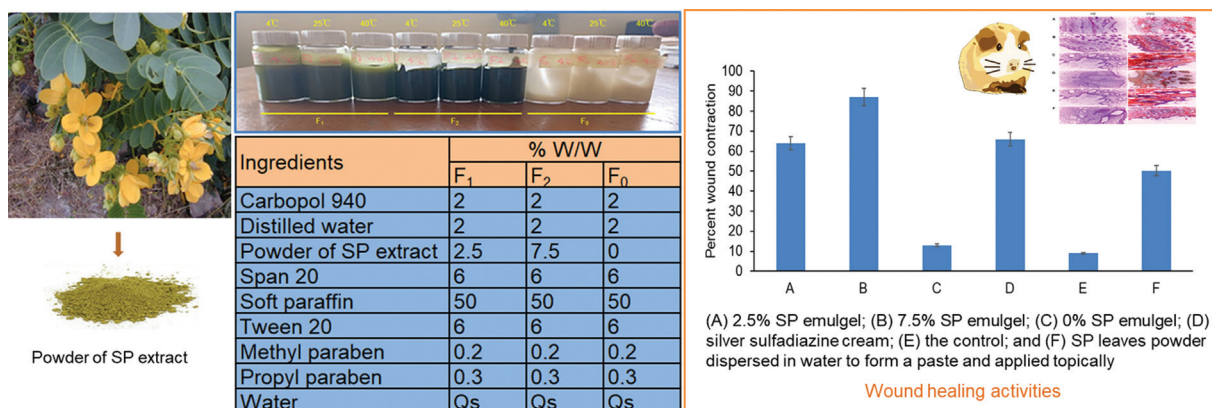 Powder of SP extract
4℃ 25℃ 40℃ 4℃ 25℃ 40℃ 4℃ 25℃ 40℃
F1 F2 F0
Ingredients % W/W
F1 F2 F0
Carbopol 940 2 2 2
Distilled water 2 2 2
Powder of SP extract 2.5 7.5 0
Span 20 6 6 6
Soft paraffin 50 50 50
Tween 20 6 6 6
Methyl paraben 0.2 0.2 0.2
Propyl paraben 0.3 0.3 0.3
Water Qs Qs Qs
Percent wound contraction
100
90
80
70
60
50
40
30
20
10
0
A B C D E F
(A) 2.5% SP emulgel; (B) 7.5% SP emulgel; (C) 0% SP emulgel; (D)
silver sulfadiazine cream; (E) the control; and (F) SP leaves powder
dispersed in water to form a paste and applied topically
Wound healing activities